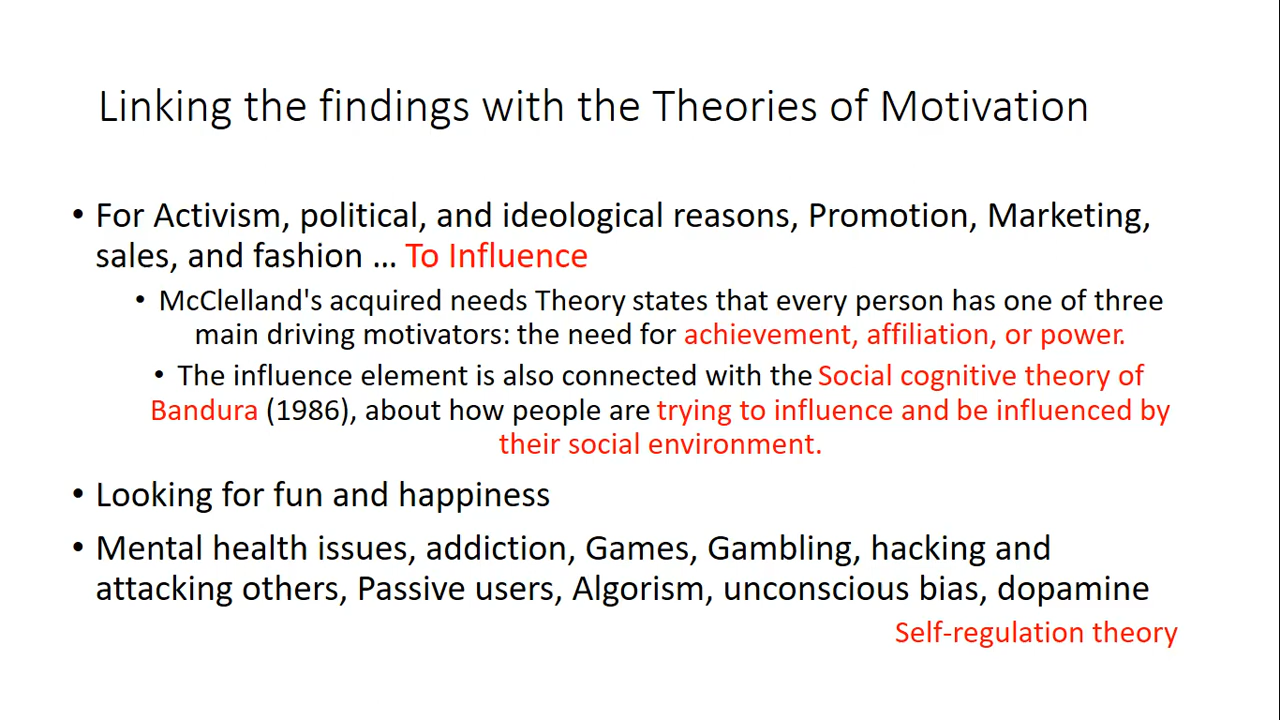 Linking the findings with the Theories of Motivation
• For Activism, political, and ideological reasons, Promotion, Marketing,
sales, and fashion … To Influence
• McClelland's acquired needs Theory states that every person has one of three
main driving motivators: the need for achievement, affiliation, or power.
• The influence element is also connected with the Social cognitive theory of
Bandura (1986), about how people are trying to influence and be influenced by
their social environment.
• Looking for fun and happiness
• Mental health issues, addiction, Games, Gambling, hacking and
attacking others, Passive users, Algorism, unconscious bias, dopamine
Self-regulation theory